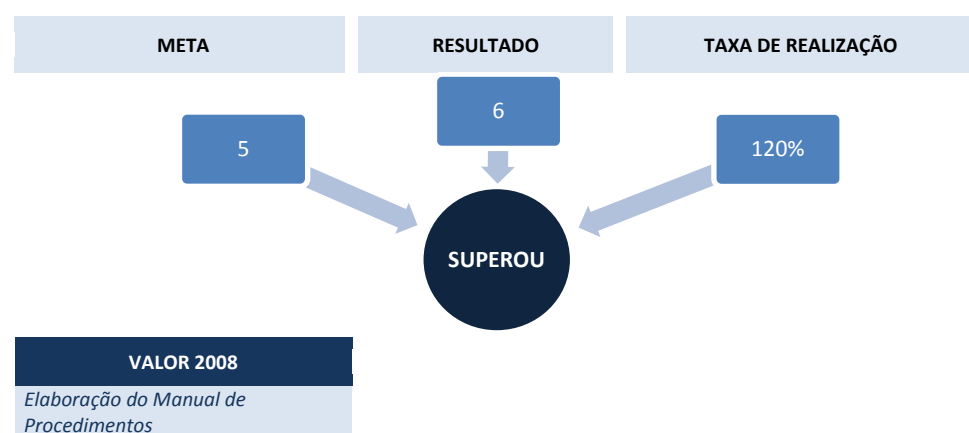 META
RESULTADO
TAXA DE REALIZAÇÃO
5
6
120%
SUPEROU
VALOR 2008
Elaboração do Manual de
Procedimentos